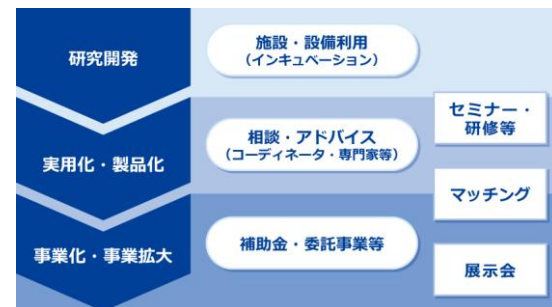 研究開発
施設・設備利用
（インキュベーション）
実用化・製品化
相談・アドバイス
（コーディネータ・専門家等）
事業化・事業拡大
補助金・委託事業等
セミナー・
研修等
マッチング
展示会